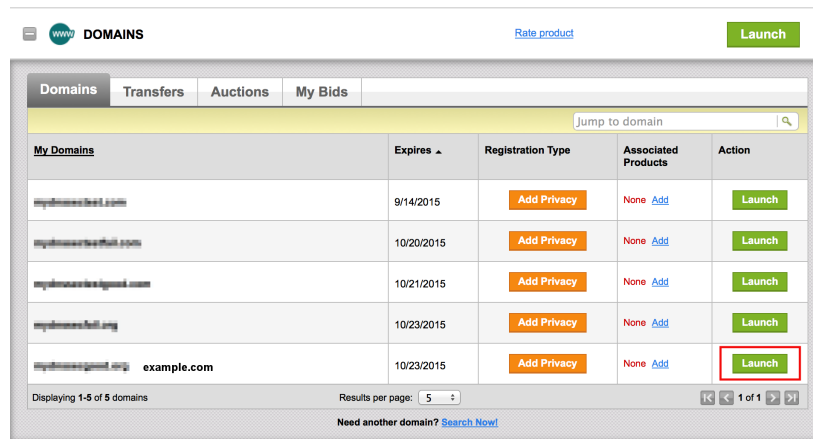 www DOMAINS Rate product Launch
Domains Transfers Auctions My Bids
Jump to domain
My Domains Expires Registration Type Associated Products Action
9/14/2015 Add Privacy None Add Launch
10/20/2015 Add Privacy None Add Launch
10/21/2015 Add Privacy None Add Launch
10/23/2015 Add Privacy None Add Launch
example.com 10/23/2015 Add Privacy None Add Launch
Displaying 1-5 of 5 domains Results per page: 5 1 of 1
Need another domain? Search Now!